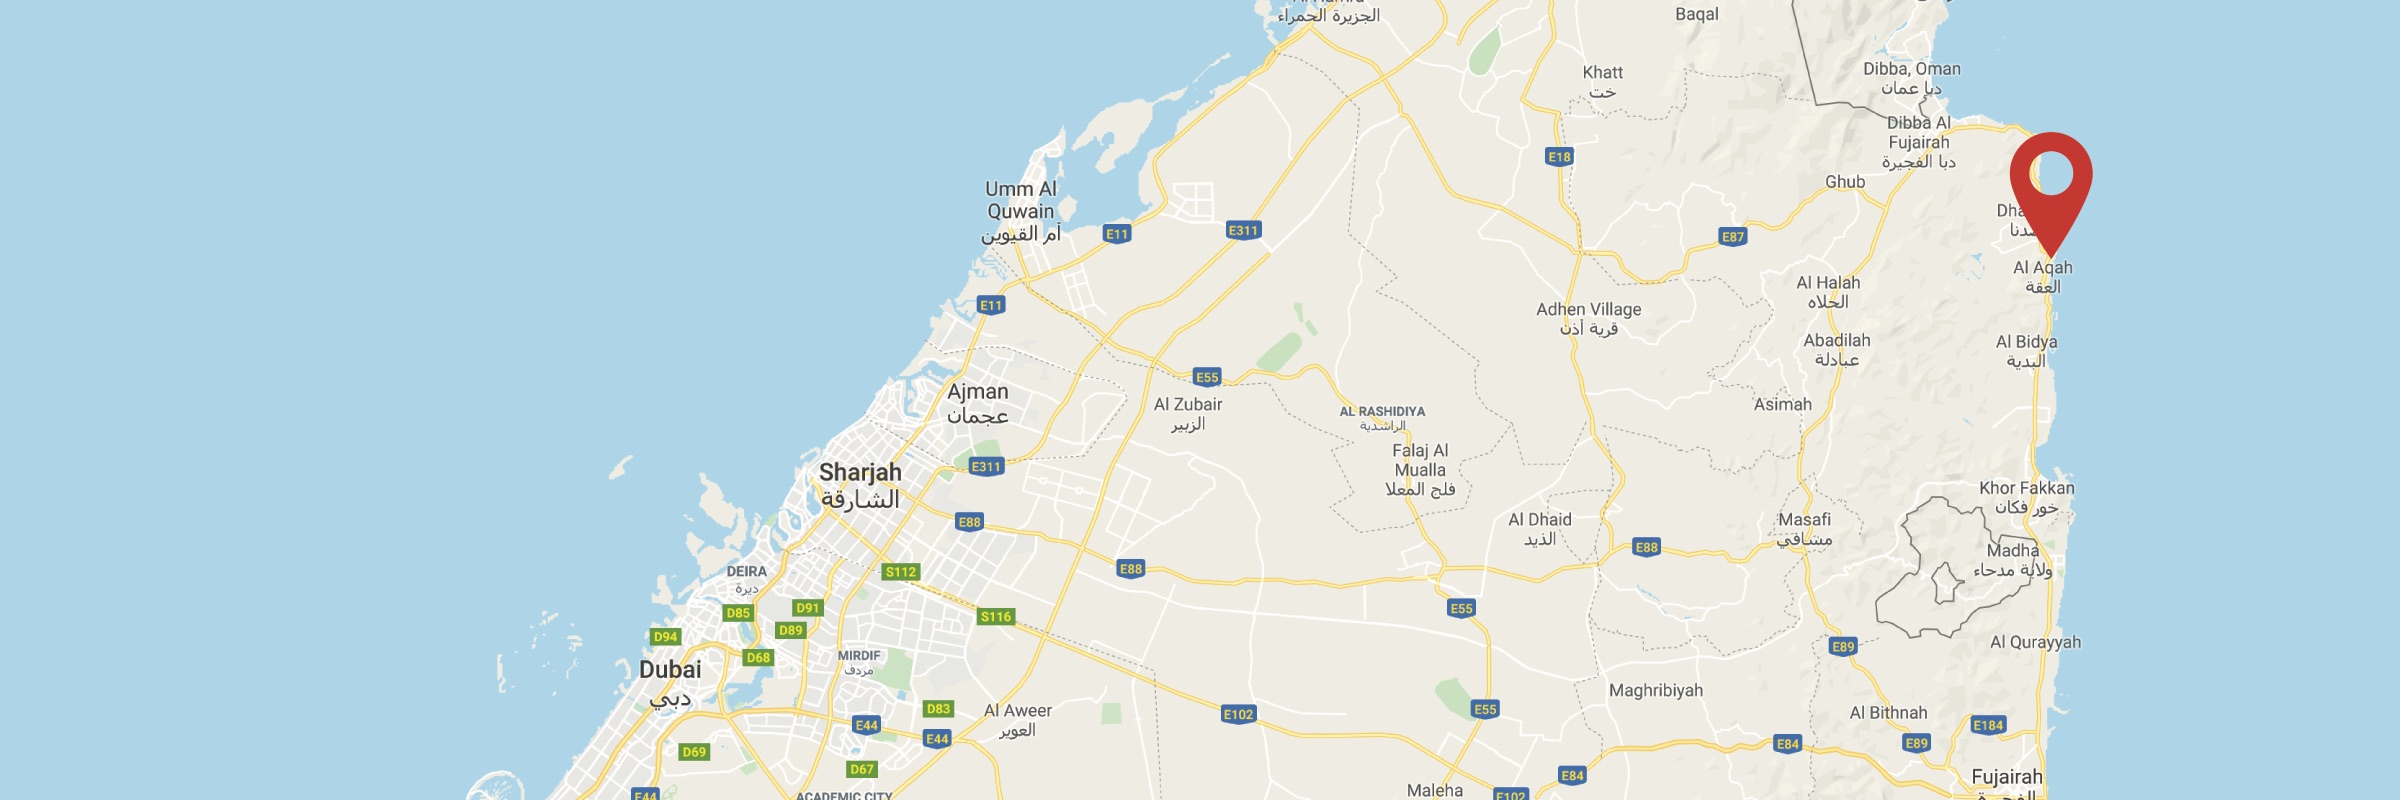 الجزيرة الحمراء
Baqal
Dibba, Oman
دبا عمان
Khatt
خت
Dibba Al
Fujairah
دبا الفجيرة
E18
Ghub
Umm Al
Quwain
أم القيوين
E11
E311
E87
Al Aqah
العقة
Al Halah
الحلاه
E11
Adhen Village
قرية أذن
Abadilah
عبادلة
Al Bidya
البدية
E55
Ajman
عجمان
Al Zubair
الزبير
AL RASHIDIYA
الراشدية
Asimah
Falaj Al
Mualla
فلج المعلا
Sharjah
الشارقة
E311
Khor Fakkan
خور فكان
E88
Al Dhaid
الذيد
Masafi
مسافي
E88
E88
Madha
ولاية مدحاء
DEIRA
ديرة
S112
D85
D91
S116
E55
D94
D89
D68
MIRDIF
مردف
E89
Al Qurayyah
Dubai
دبي
Maghribiyah
D83
Al Aweer
العوير
E102
E55
Al Bithnah
E184
E44
E44
D69
E84
E89
D67
E84
Fujairah
Maleha
E44
ACADEMIC CITY
E102